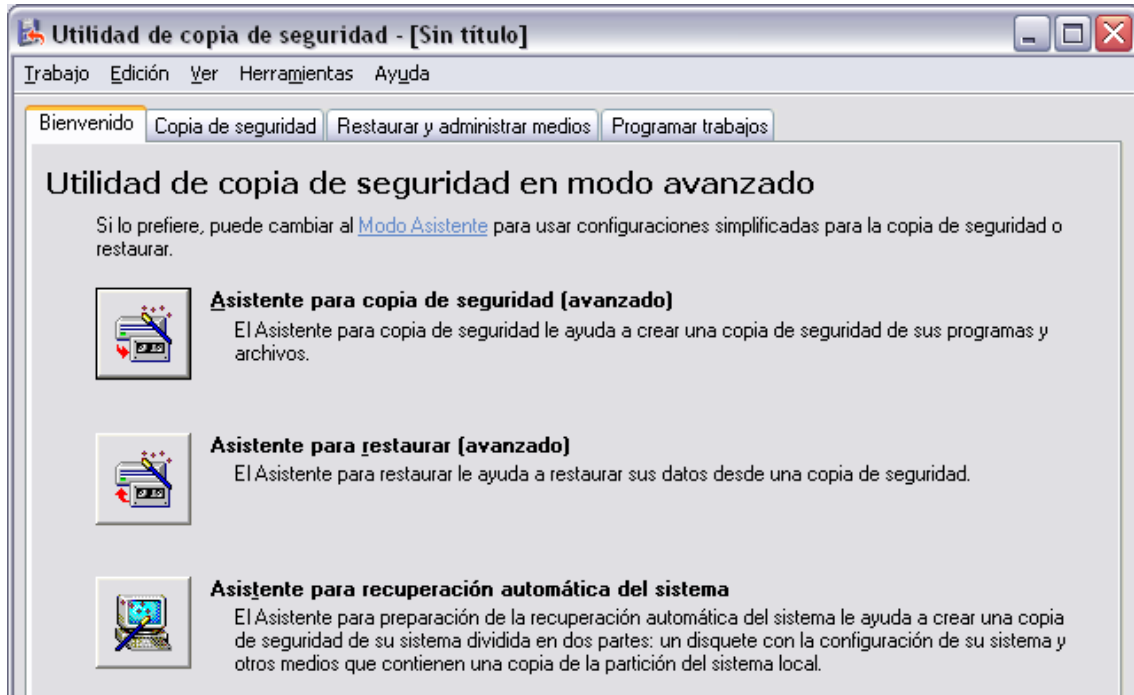 Utilidad de copia de seguridad - [Sin título]
Trabajo Edición Ver Herramientas Ayuda
Bienvenido Copia de seguridad Restaurar y administrar medios Programar trabajos
Utilidad de copia de seguridad en modo avanzado
Si lo prefiere, puede cambiar al Modo Asistente para usar configuraciones simplificadas para la copia de seguridad o
restaurar.
Asistente para copia de seguridad (avanzado)
El Asistente para copia de seguridad le ayuda a crear una copia de seguridad de sus programas y
archivos.
Asistente para restaurar (avanzado)
El Asistente para restaurar le ayuda a restaurar sus datos desde una copia de seguridad.
Asistente para recuperación automática del sistema
El Asistente para preparación de la recuperación automática del sistema le ayuda a crear una copia
de seguridad de su sistema dividida en dos partes: un disquete con la configuración de su sistema y
otros medios que contienen una copia de la partición del sistema local.